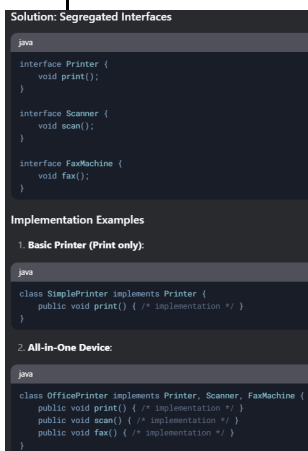 Solution: Segregated Interfaces
java
interface Printer {
    void print();
}
interface Scanner {
    void scan();
}
interface FaxMachine {
    void fax();
}
Implementation Examples
1. Basic Printer (Print only):
java
class SimplePrinter implements Printer {
    public void print() { /* implementation */ }
}
2. All-in-One Device:
java
class OfficePrinter implements Printer, Scanner, FaxMachine {
    public void print() { /* implementation */ }
    public void scan() { /* implementation */ }
    public void fax() { /* implementation */ }
}